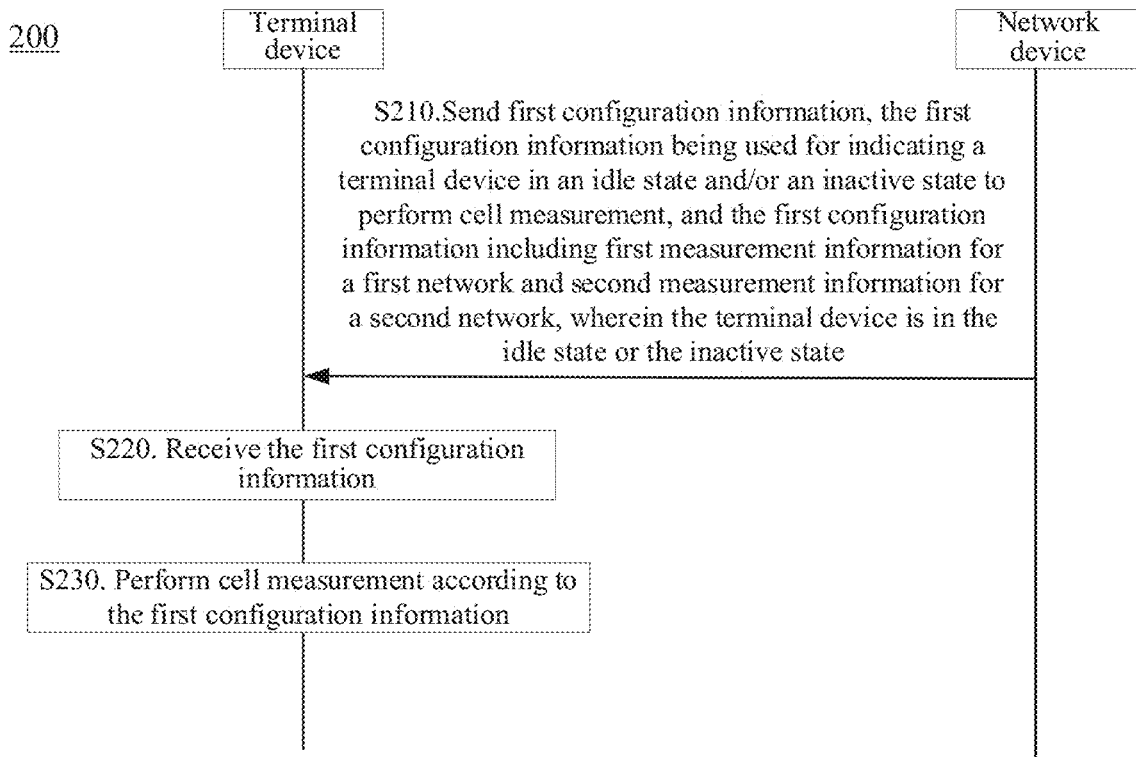 200
Terminal
device
Network
device
S210.Send first configuration information, the first
configuration information being used for indicating a
terminal device in an idle state and/or an inactive state to
perform cell measurement, and the first configuration
information including first measurement information for
a first network and second measurement information for
a second network, wherein the terminal device is in the
idle state or the inactive state
S220. Receive the first configuration
information
S230. Perform cell measurement according to
the first configuration information